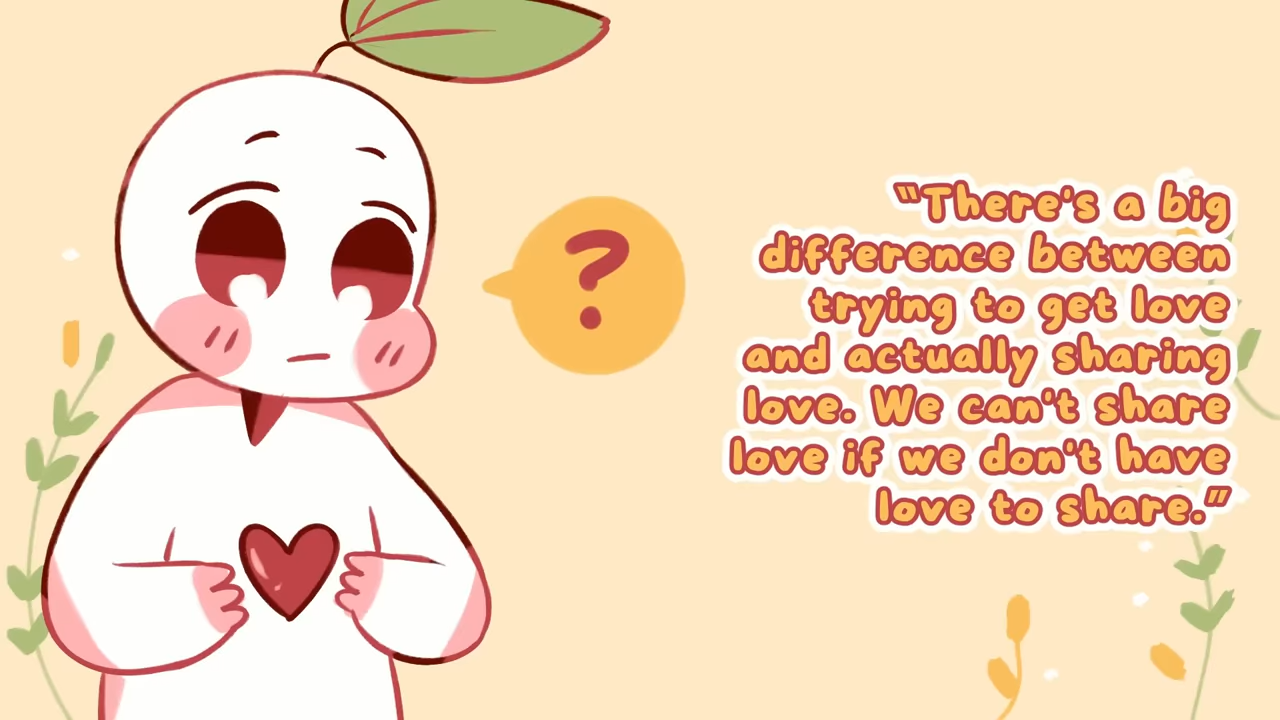 ?
“There's a big
difference between
trying to get love
and actually sharing
love. We can't share
love if we don't have
love to share.”